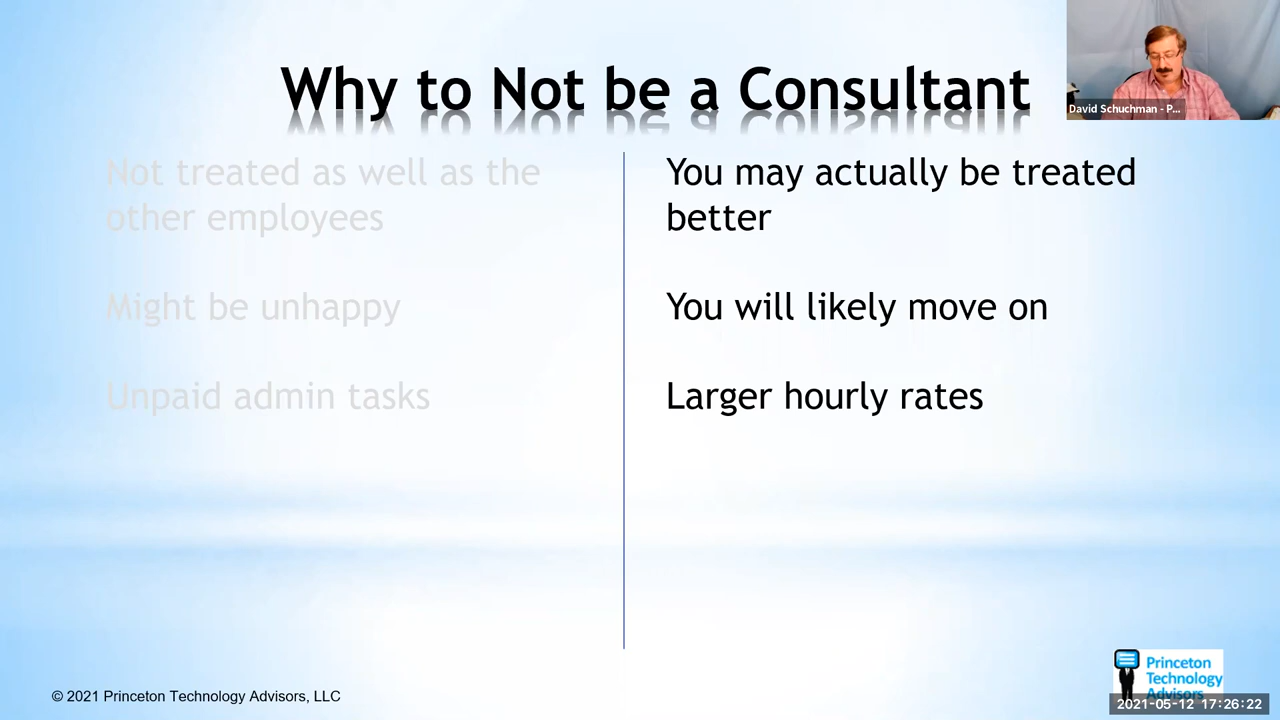 Why to Not be a Consultant
David Schuchman - P...
Not treated as well as the
other employees
Might be unhappy
Unpaid admin tasks
You may actually be treated
better
You will likely move on
Larger hourly rates
© 2021 Princeton Technology Advisors, LLC
Princeton
Technology
Advisors
2021-05-12 17:26:22